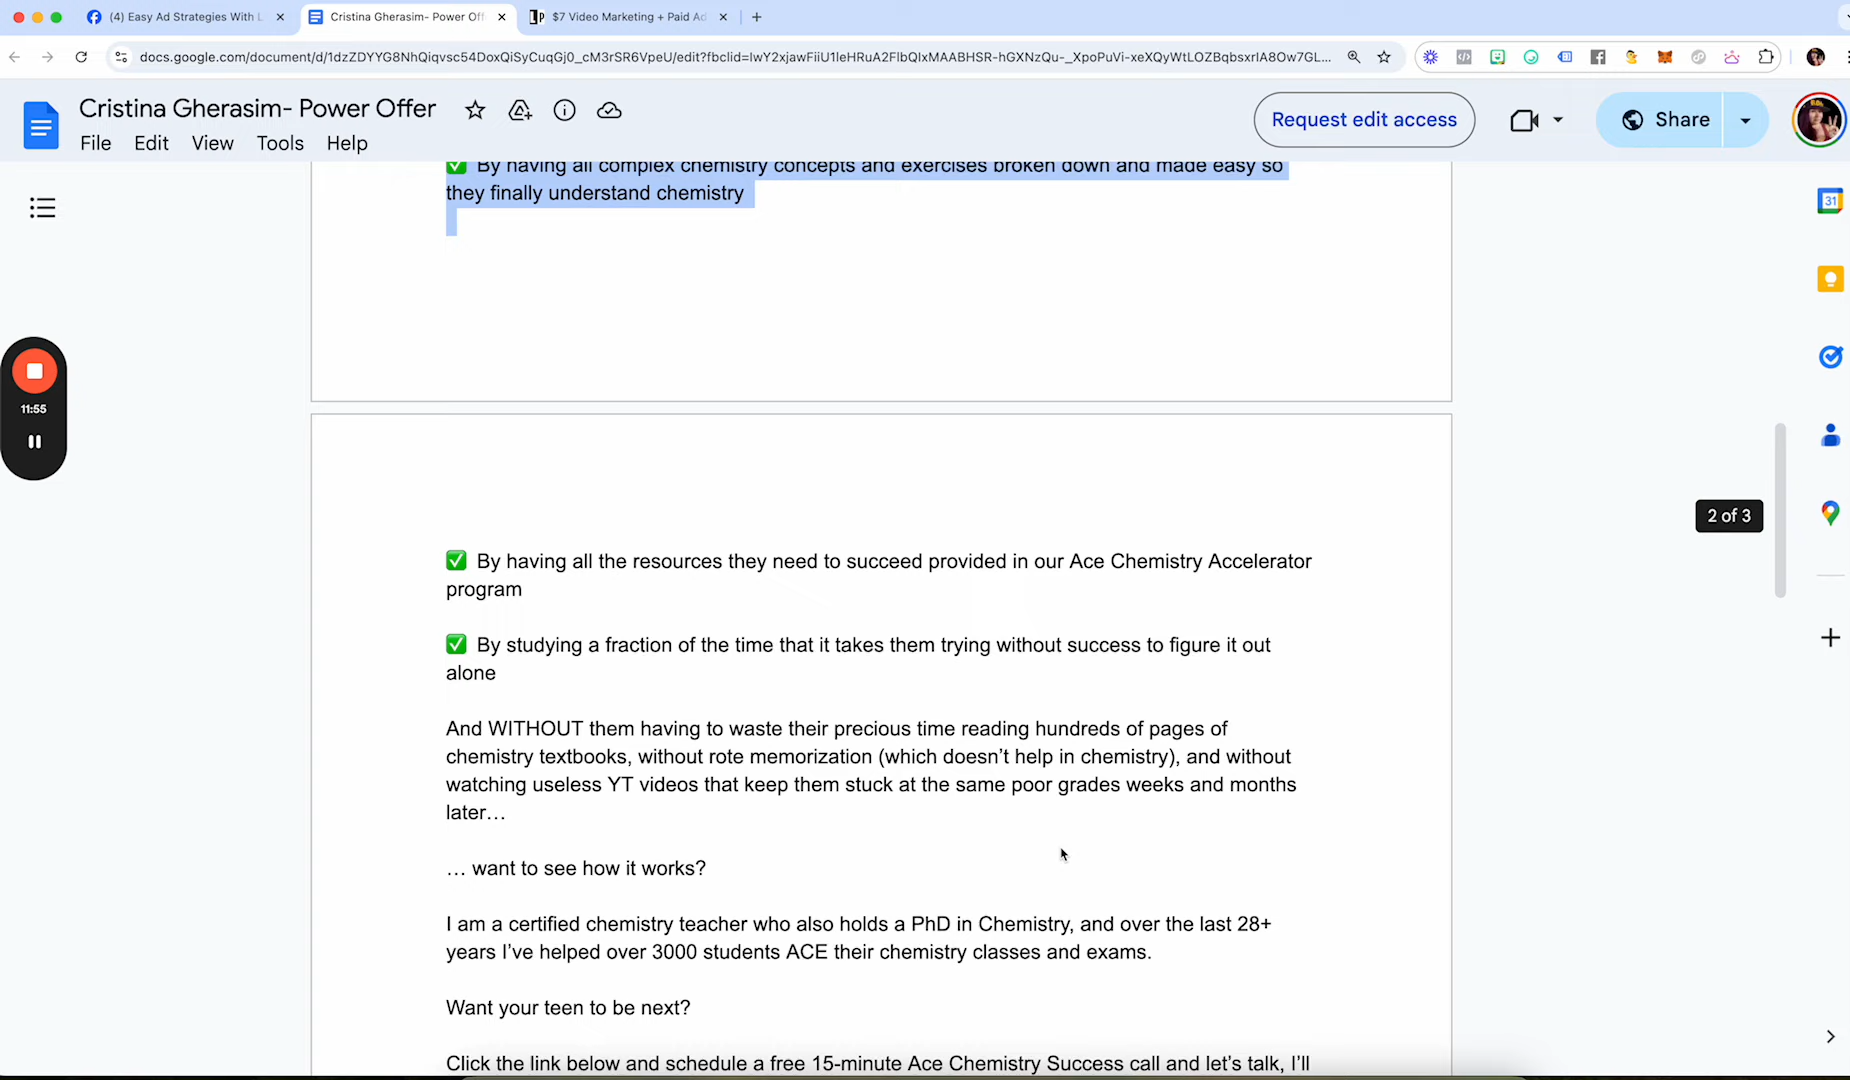 (4) Easy Ad Strategies With L
Cristina Gherasim- Power Off
$7 Video Marketing + Paid Ad
docs.google.com/document/d/1dzZDYYG8NhQiqvsc54DoxQiSyCuqGj0_cM3rSR6VpeU/edit?fbclid=IwY2xjawFiiU1leHRuA2FlbQIxMAABHSR-hGXNzQu-_XpoPuVi-xeXQyWtLOZBqbsxrIA8Ow7GL...
Cristina Gherasim- Power Offer
Request edit access
Share
File Edit View Tools Help
✅ By having all complex chemistry concepts and exercises broken down and made easy so
they finally understand chemistry
31
11:55
2 of 3
✅ By having all the resources they need to succeed provided in our Ace Chemistry Accelerator
program
✅ By studying a fraction of the time that it takes them trying without success to figure it out
alone
And WITHOUT them having to waste their precious time reading hundreds of pages of
chemistry textbooks, without rote memorization (which doesn’t help in chemistry), and without
watching useless YT videos that keep them stuck at the same poor grades weeks and months
later…
… want to see how it works?
I am a certified chemistry teacher who also holds a PhD in Chemistry, and over the last 28+
years I’ve helped over 3000 students ACE their chemistry classes and exams.
Want your teen to be next?
Click the link below and schedule a free 15-minute Ace Chemistry Success call and let’s talk, I’ll